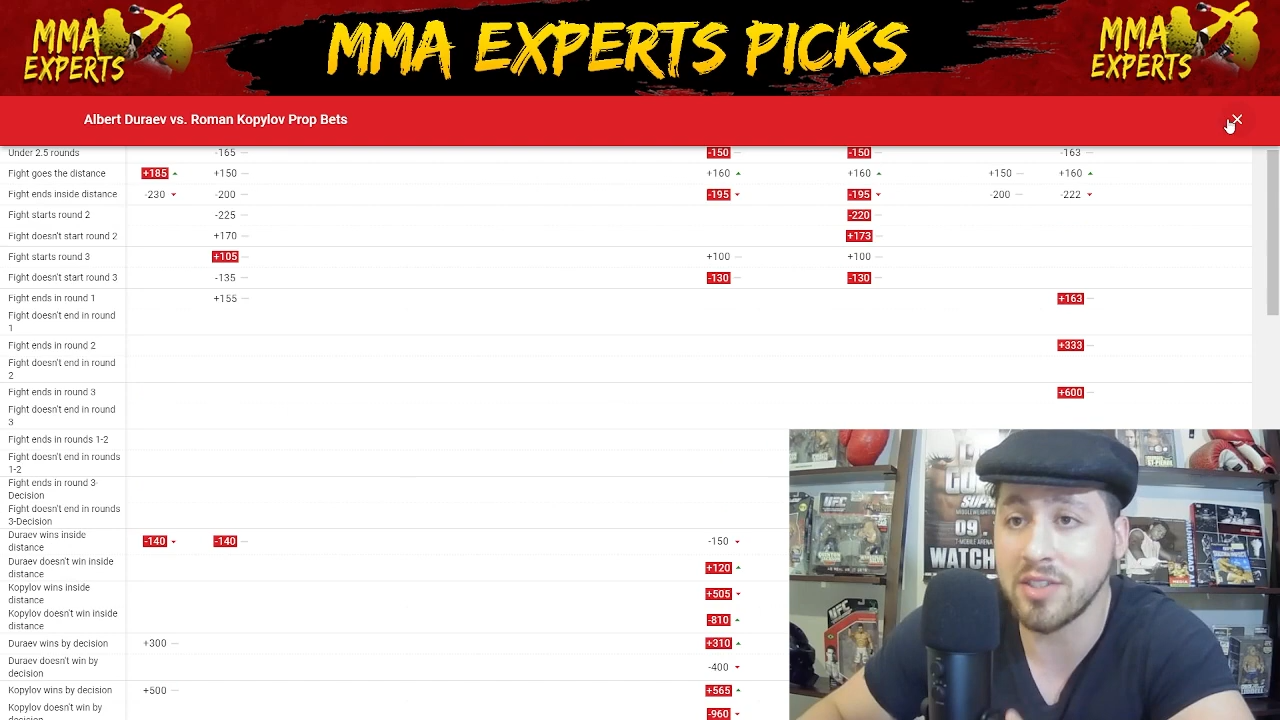 MMA
EXPERTS
MMA EXPERTS PICKS
MMA
EXPERTS
Albert Duraev vs. Roman Kopylov Prop Bets
Under 2.5 rounds -165 -150 -150 -163
Fight goes the distance +185 +150 +160 +160 +150 +160
Fight ends inside distance -230 -200 -195 -195 -200 -222
Fight starts round 2 -225 -220
Fight doesn't start round 2 +170 +173
Fight starts round 3 +105 +100 +100
Fight doesn't start round 3 -135 -130 -130
Fight ends in round 1 +155 +163
Fight doesn't end in round
1
Fight ends in round 2 +333
Fight doesn't end in round
2
Fight ends in round 3 +600
Fight doesn't end in round
3
Fight ends in rounds 1-2
Fight doesn't end in rounds
1-2
Fight ends in round 3-
Decision
Fight doesn't end in rounds
3-Decision
Duraev wins inside
distance -140 -140 -150
Duraev doesn't win inside
distance +120
Kopylov wins inside
distance +505
Kopylov doesn't win inside
distance -810
Duraev wins by decision +300 +310
Duraev doesn't win by
decision -400
Kopylov wins by decision +500 +565
Kopylov doesn't win by
decision -960
UFC
09.
T-MOBILE ARENA
WATCH
UFC
MUHAMMAD